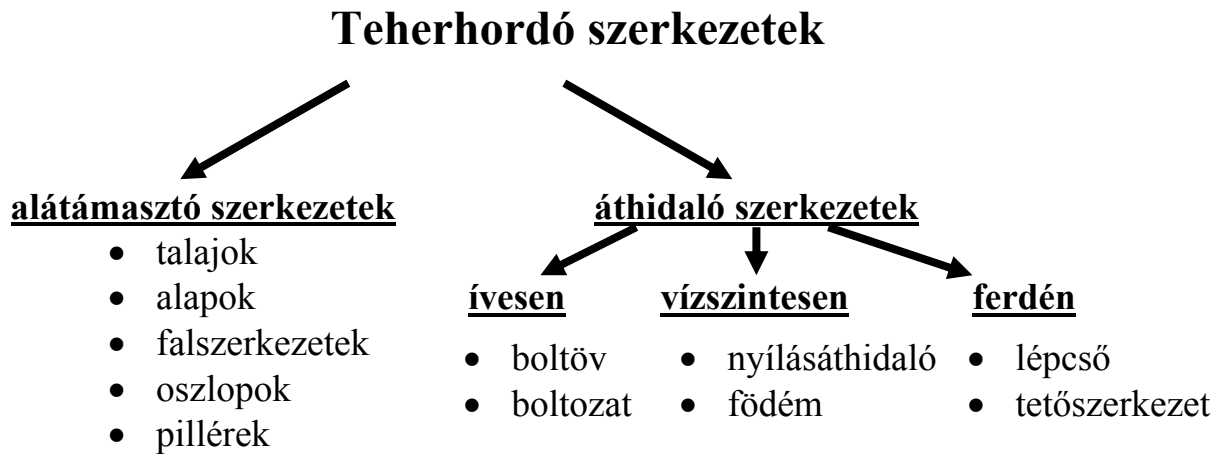 Teherhordó szerkezetek
alátámasztó szerkezetek
• talajok
• alapok
• falszerkezetek
• oszlopok
• pillérek
áthidaló szerkezetek
ívesen
• boltöv
• boltozat
vízszintesen
• nyílásáthidaló
• födém
ferdén
• lépcső
• tetőszerkezet